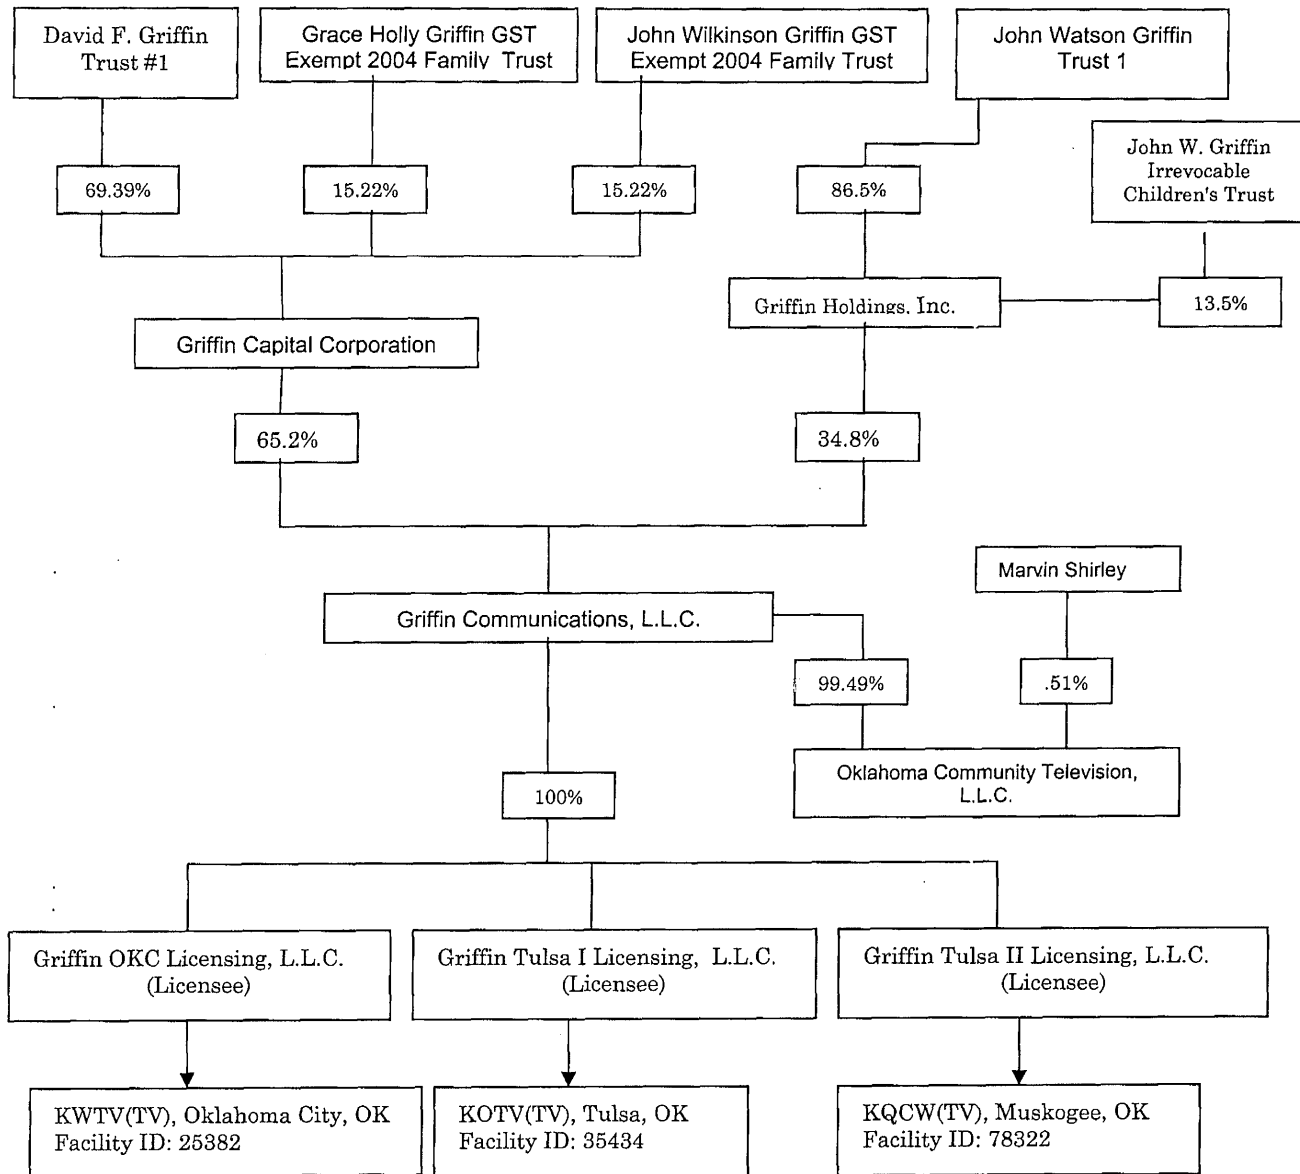 David F. Griffin
Trust #1
Grace Holly Griffin GST
Exempt 2004 Family Trust
John Wilkinson Griffin GST
Exempt 2004 Family Trust
John Watson Griffin
Trust 1
John W. Griffin
Irrevocable
Children's Trust
69.39%
15.22%
15.22%
86.5%
13.5%
Griffin Holdings, Inc.
Griffin Capital Corporation
65.2%
34.8%
Marvin Shirley
Griffin Communications, L.L.C.
99.49%
.51%
Oklahoma Community Television,
L.L.C.
100%
Griffin OKC Licensing, L.L.C.
(Licensee)
Griffin Tulsa I Licensing, L.L.C.
(Licensee)
Griffin Tulsa II Licensing, L.L.C.
(Licensee)
KWTV(TV), Oklahoma City, OK
Facility ID: 25382
KOTV(TV), Tulsa, OK
Facility ID: 35434
KQCW(TV), Muskogee, OK
Facility ID: 78322